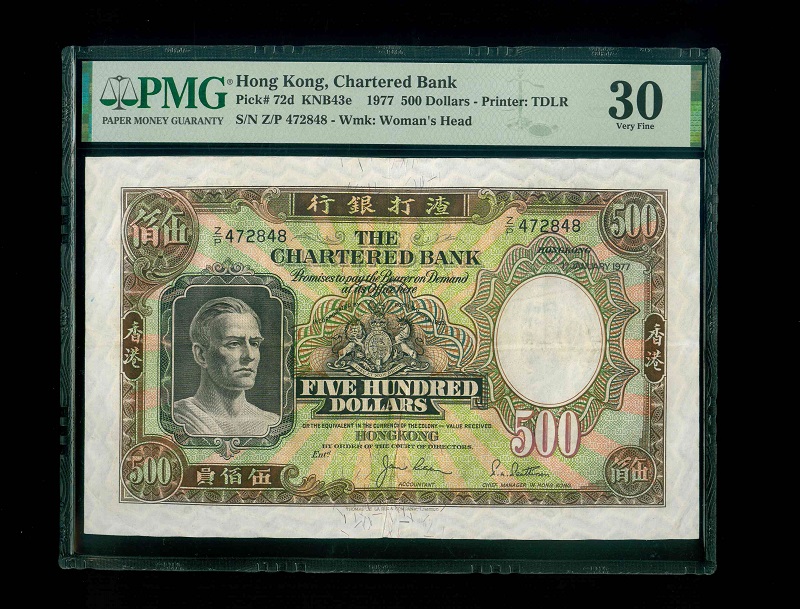 PMG®
PAPER MONEY GUARANTY
Hong Kong, Chartered Bank
Pick# 72d KNB43e 1977 500 Dollars - Printer: TDLR
S/N Z/P 472848 - Wmk: Woman's Head
30
Very Fine
行銀打渣
佰伍
500
Z/P 472848
Z/P 472848
THE
CHARTERED BANK
Promises to pay the Bearer on Demand
at its Office here
HONGKONG
JANUARY 1977
香港
香港
FIVE HUNDRED
DOLLARS
OR THE EQUIVALENT IN THE CURRENCY OF THE COLONY — VALUE RECEIVED.
HONGKONG
BY ORDER OF THE COURT OF DIRECTORS.
Entd
500
500
員佰伍
ACCOUNTANT
CHIEF MANAGER IN HONG KONG
佰伍